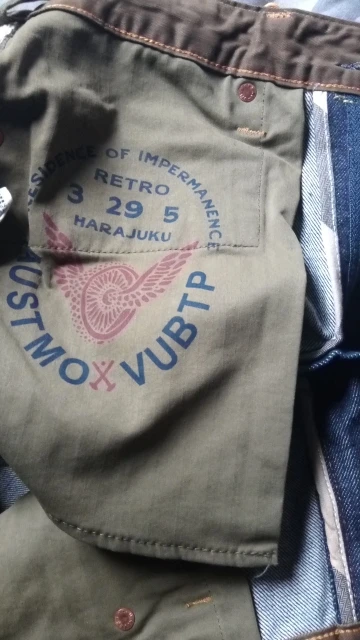 RESIDENCE OF IMPERMANENCE
RETRO
3 29 5
HARAJUKU
AUSTMO X VUBTP